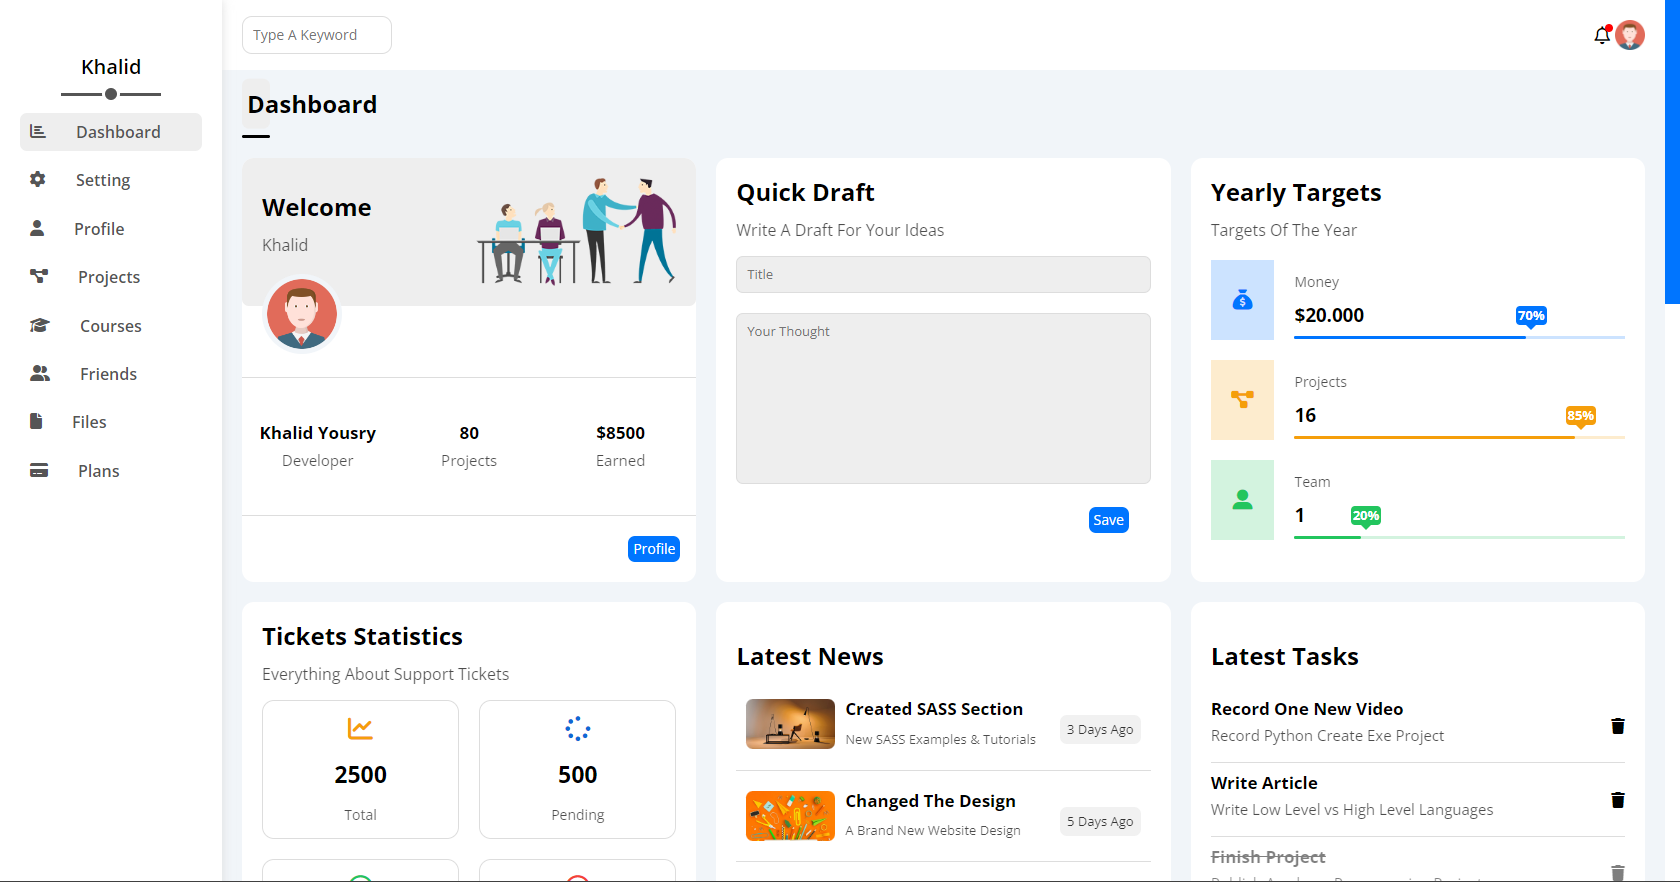 Khalid
Dashboard
Setting
Profile
Projects
Courses
Friends
Files
Plans
Type A Keyword
Dashboard
Welcome
Khalid
Khalid Yousry
Developer
80
Projects
$8500
Earned
Profile
Quick Draft
Write A Draft For Your Ideas
Title
Your Thought
Save
Yearly Targets
Targets Of The Year
Money
$20.000
70%
Projects
16
85%
Team
1
20%
Tickets Statistics
Everything About Support Tickets
2500
Total
500
Pending
Latest News
Created SASS Section
New SASS Examples & Tutorials
3 Days Ago
Changed The Design
A Brand New Website Design
5 Days Ago
Latest Tasks
Record One New Video
Record Python Create Exe Project
Write Article
Write Low Level vs High Level Languages
Finish Project